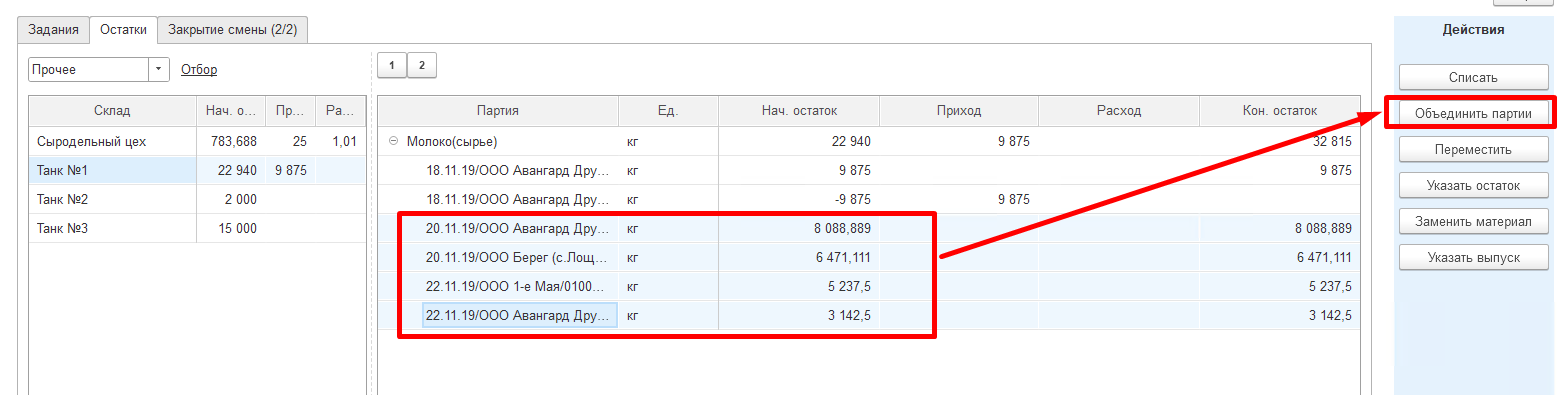 Задания Остатки Закрытие смены (2/2)
Прочее Отбор
Склад Нач. о... Пр... Ра...
Сыродельный цех 783,688 25 1,01
Танк №1 22 940 9 875
Танк №2 2 000
Танк №3 15 000
1 2
Партия Ед. Нач. остаток Приход Расход Кон. остаток
Молоко(сырье) кг 22 940 9 875 32 815
18.11.19/ООО Авангард Дру... кг 9 875 9 875
18.11.19/ООО Авангард Дру... кг -9 875 9 875
20.11.19/ООО Авангард Дру... кг 8 088,889 8 088,889
20.11.19/ООО Берег (с.Лощ... кг 6 471,111 6 471,111
22.11.19/ООО 1-е Мая/0100... кг 5 237,5 5 237,5
22.11.19/ООО Авангард Дру... кг 3 142,5 3 142,5
Действия
Списать
Объединить партии
Переместить
Указать остаток
Заменить материал
Указать выпуск